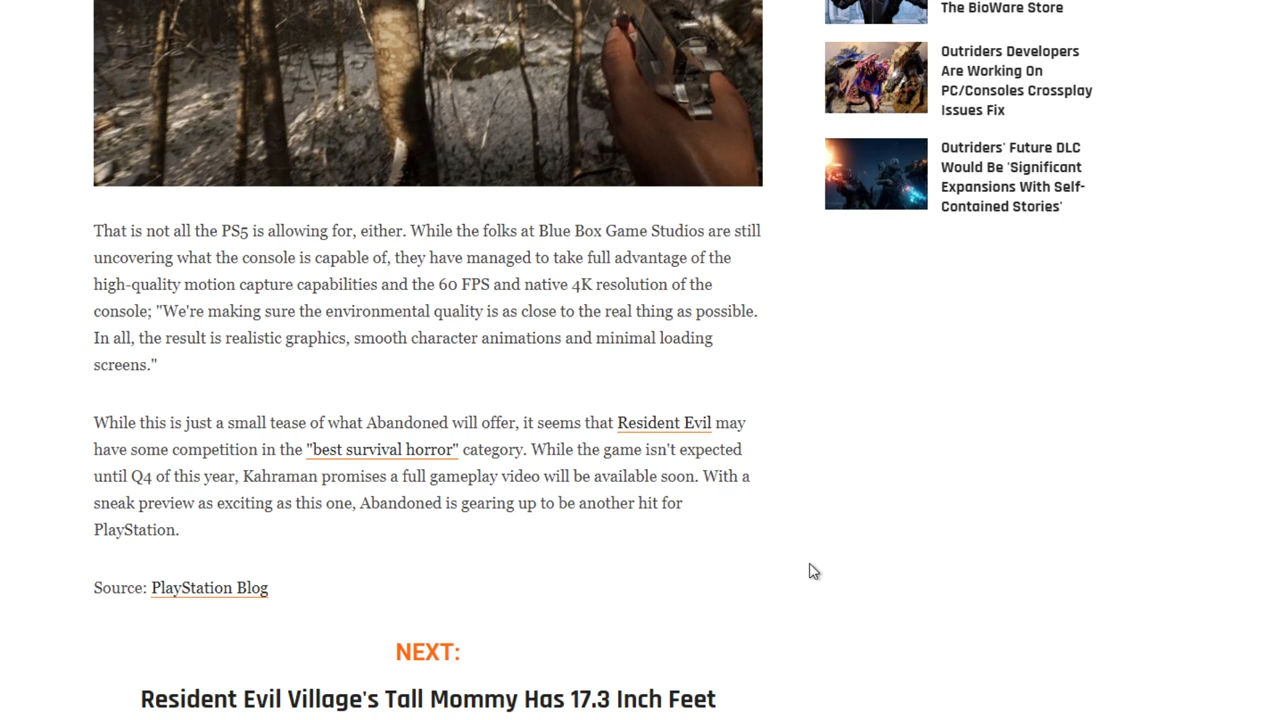 The BioWare Store
Outriders Developers
Are Working On
PC/Consoles Crossplay
Issues Fix
Outriders' Future DLC
Would Be 'Significant
Expansions With Self-
Contained Stories'
That is not all the PS5 is allowing for, either. While the folks at Blue Box Game Studios are still
uncovering what the console is capable of, they have managed to take full advantage of the
high-quality motion capture capabilities and the 60 FPS and native 4K resolution of the
console; "We're making sure the environmental quality is as close to the real thing as possible.
In all, the result is realistic graphics, smooth character animations and minimal loading
screens."
While this is just a small tease of what Abandoned will offer, it seems that Resident Evil may
have some competition in the "best survival horror" category. While the game isn't expected
until Q4 of this year, Kahraman promises a full gameplay video will be available soon. With a
sneak preview as exciting as this one, Abandoned is gearing up to be another hit for
PlayStation.
Source: PlayStation Blog
NEXT:
Resident Evil Village's Tall Mommy Has 17.3 Inch Feet